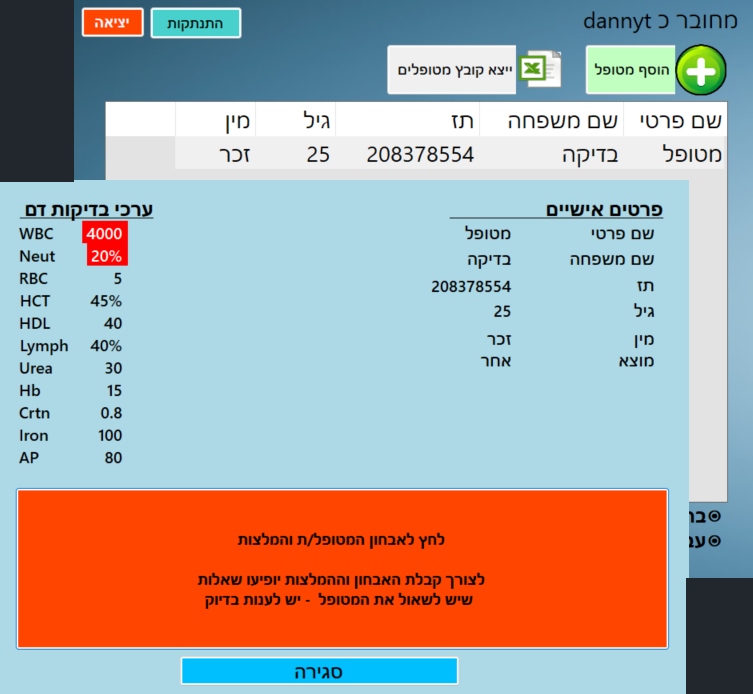 מחובר כ dannyt
התנתקות
יציאה
הוסף מטופל
ייצא קובץ מטופלים
שם פרטי שם משפחה תז גיל מין
מטופל בדיקה 208378554 25 זכר
פרטים אישיים
שם פרטי מטופל
שם משפחה בדיקה
תז 208378554
גיל 25
מין זכר
מוצא אחר
ערכי בדיקות דם
WBC 4000
Neut 20%
RBC 5
HCT 45%
HDL 40
Lymph 40%
Urea 30
Hb 15
Crtn 0.8
Iron 100
AP 80
לחץ לאבחון המטופל/ת והמלצות
לצורך קבלת האבחון וההמלצות יופיעו שאלות
שיש לשאול את המטופל - יש לענות בדיוק
סגירה